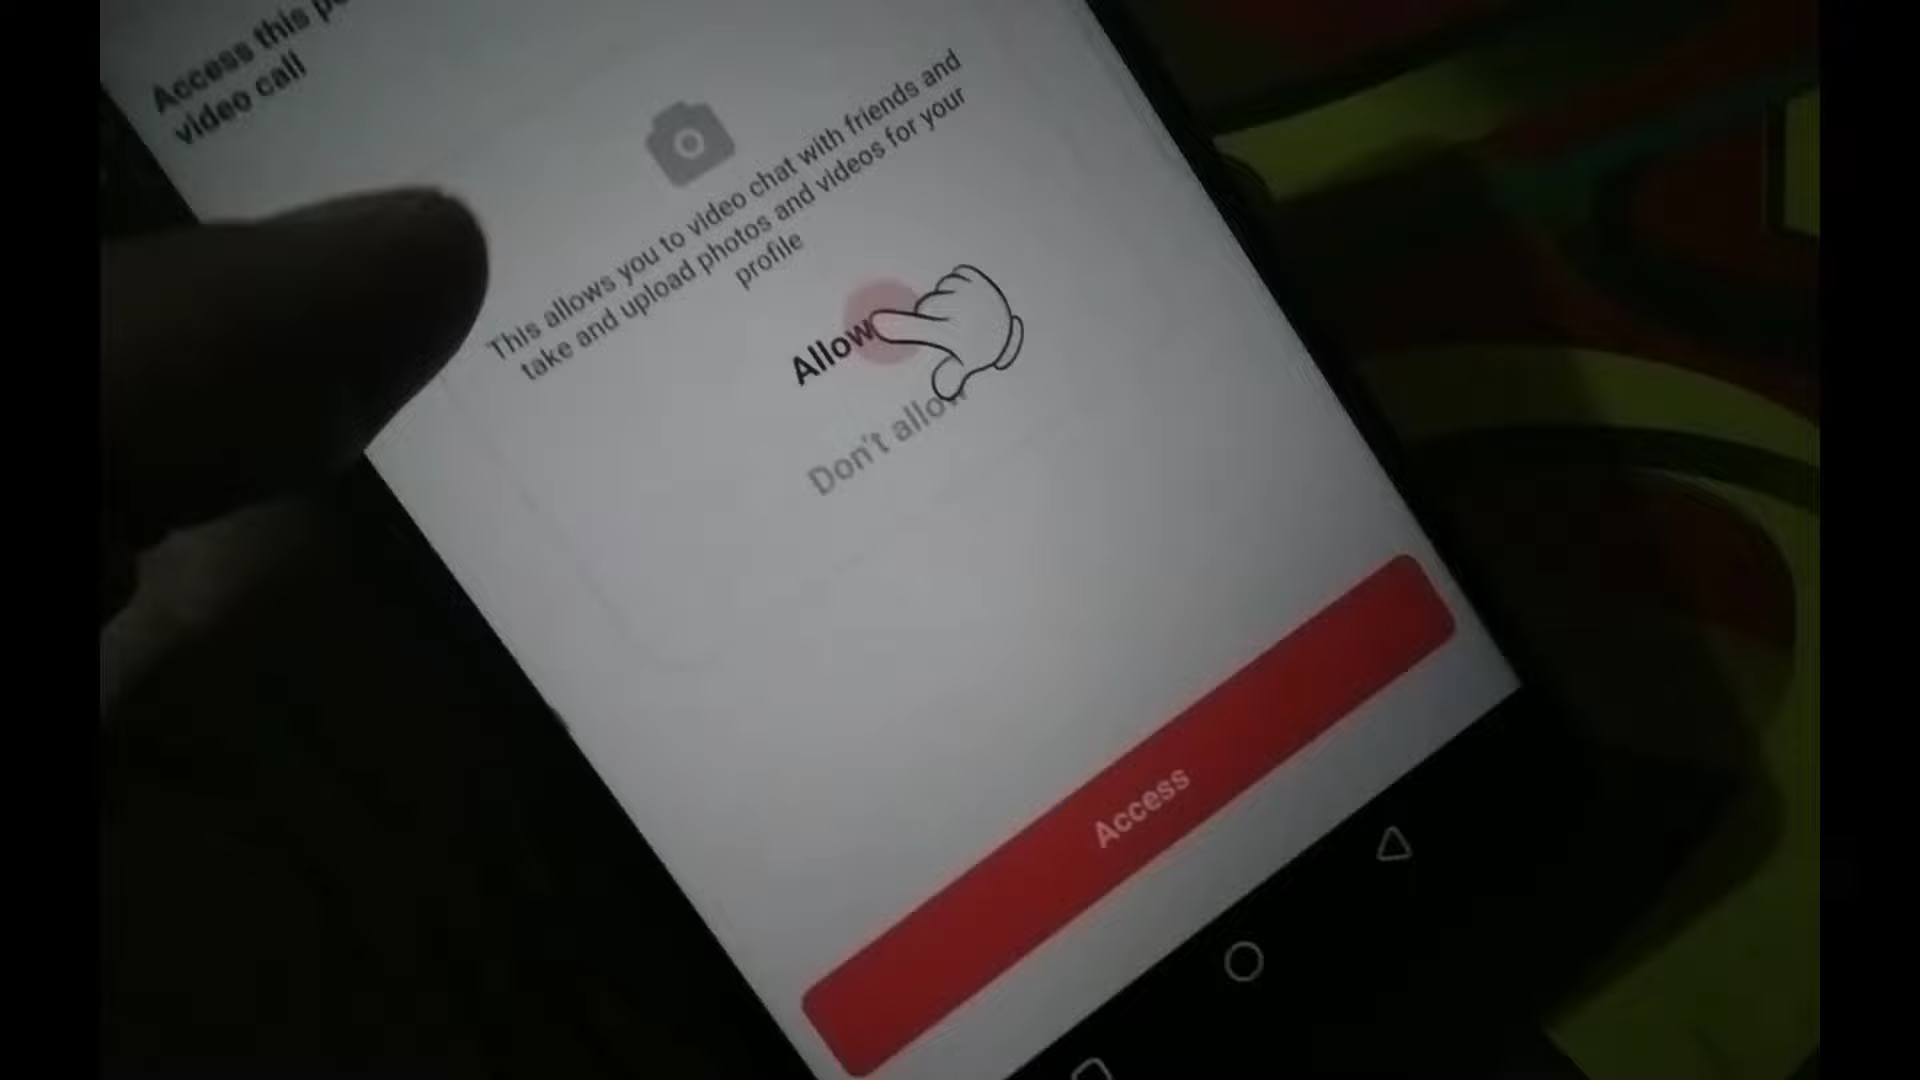 Access this
video call
This allows you to video chat with friends and
take and upload photos and videos for your
profile
Allow
Don't allow
Access